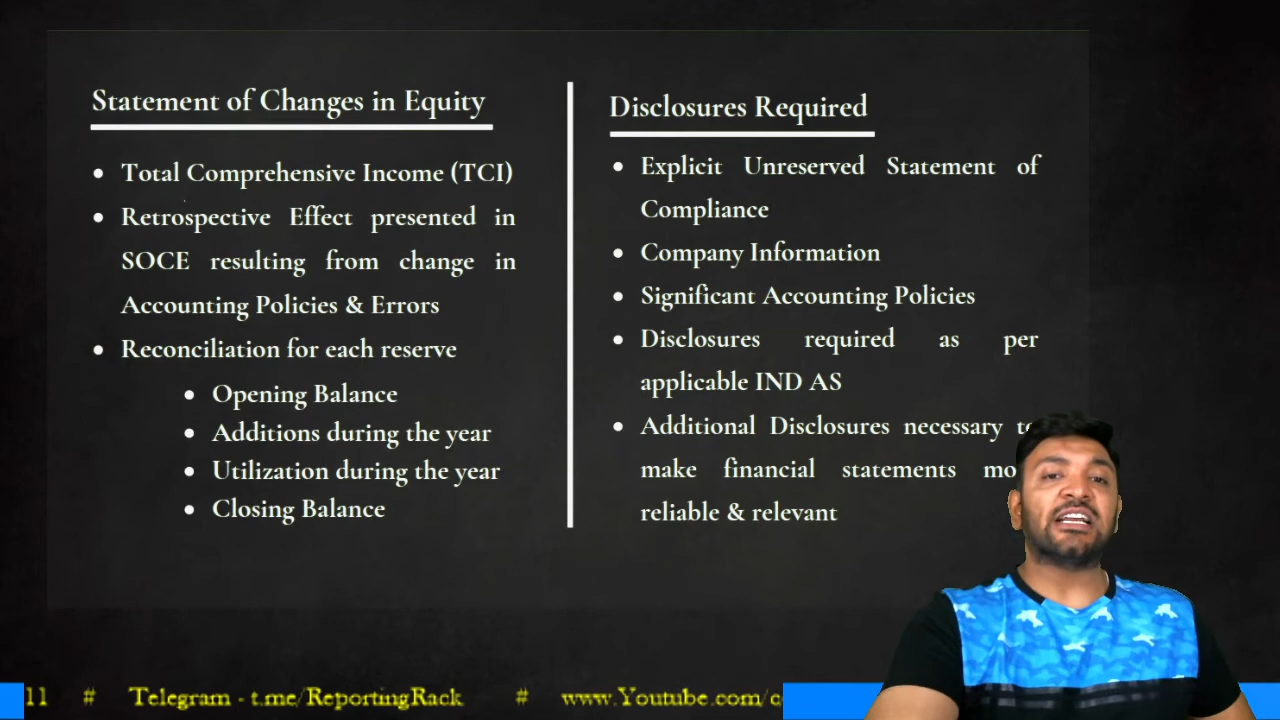 Statement of Changes in Equity
Total Comprehensive Income (TCI)
Retrospective Effect presented in
SOCE resulting from change in
Accounting Policies & Errors
Reconciliation for each reserve
Opening Balance
Additions during the year
Utilization during the year
Closing Balance
Disclosures Required
Explicit Unreserved Statement of
Compliance
Company Information
Significant Accounting Policies
Disclosures required as per
applicable IND AS
Additional Disclosures necessary
make financial statements
reliable & relevant
11 # Telegram - t.me/ReportingRack # www.Youtube.com/c